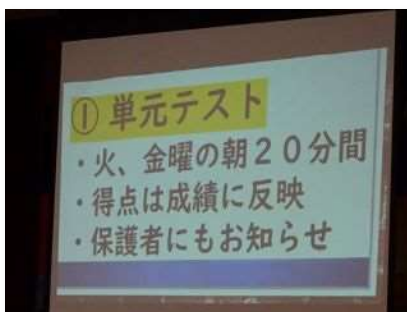 ① 単元テスト
・火、金曜の朝２０分間
・得点は成績に反映
・保護者にもお知らせ